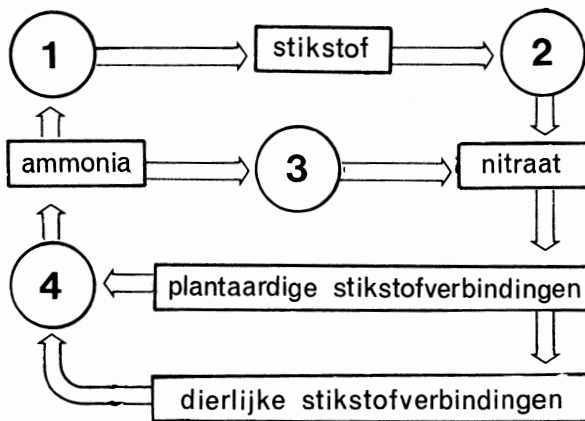 1 stikstof 2
ammonia 3 nitraat
4 plantaardige stikstofverbindingen
dierlijke stikstofverbindingen